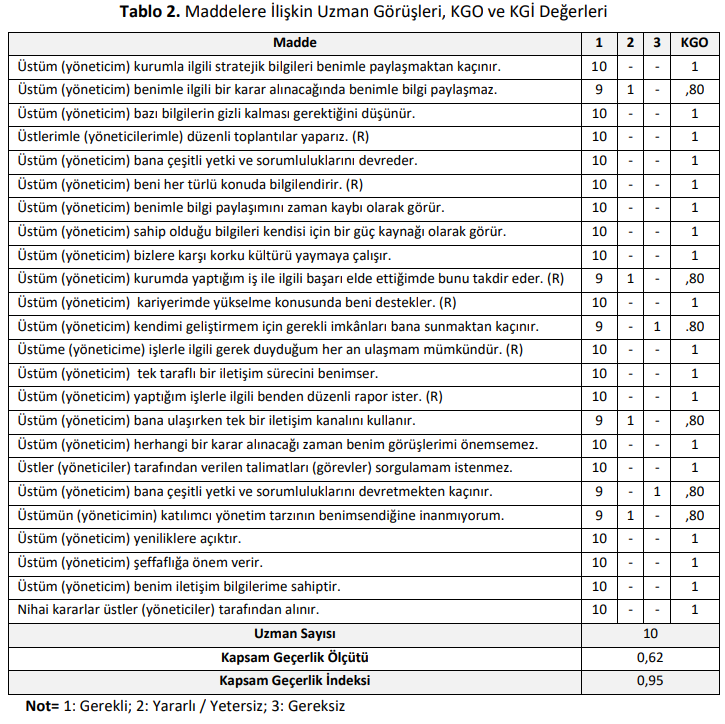 Tablo 2. Maddelere İlişkin Uzman Görüşleri, KGO ve KGİ Değerleri
Madde 1 2 3 KGO
Üstüm (yöneticim) kurumla ilgili stratejik bilgileri benimle paylaşmaktan kaçınır. 10 - - 1
Üstüm (yöneticim) benimle ilgili bir karar alınacağında benimle bilgi paylaşmaz. 9 1 - ,80
Üstüm (yöneticim) bazı bilgilerin gizli kalması gerektiğini düşünür. 10 - - 1
Üstlerimle (yöneticilerimle) düzenli toplantılar yaparız. (R) 10 - - 1
Üstüm (yöneticim) bana çeşitli yetki ve sorumluluklarını devreder. 10 - - 1
Üstüm (yöneticim) beni her türlü konuda bilgilendirir. (R) 10 - - 1
Üstüm (yöneticim) benimle bilgi paylaşımını zaman kaybı olarak görür. 10 - - 1
Üstüm (yöneticim) sahip olduğu bilgileri kendisi için bir güç kaynağı olarak görür. 10 - - 1
Üstüm (yöneticim) bizlere karşı korku kültürü yaymaya çalışır. 10 - - 1
Üstüm (yöneticim) kurumda yaptığım iş ile ilgili başarı elde ettiğimde bunu takdir eder. (R) 9 1 - ,80
Üstüm (yöneticim) kariyerimde yükselme konusunda beni destekler. (R) 10 - - 1
Üstüm (yöneticim) kendimi geliştirmem için gerekli imkânları bana sunmaktan kaçınır. 9 - 1 .80
Üstüme (yöneticime) işlerle ilgili gerek duyduğum her an ulaşmam mümkündür. (R) 10 - - 1
Üstüm (yöneticim) tek taraflı bir iletişim sürecini benimser. 10 - - 1
Üstüm (yöneticim) yaptığım işlerle ilgili benden düzenli rapor ister. (R) 10 - - 1
Üstüm (yöneticim) bana ulaşırken tek bir iletişim kanalını kullanır. 9 1 - ,80
Üstüm (yöneticim) herhangi bir karar alınacağı zaman benim görüşlerimi önemsemez. 10 - - 1
Üstler (yöneticiler) tarafından verilen talimatları (görevler) sorgulamam istenmez. 10 - - 1
Üstüm (yöneticim) bana çeşitli yetki ve sorumluluklarını devretmekten kaçınır. 9 - 1 ,80
Üstümün (yöneticimin) katılımcı yönetim tarzının benimsendiğine inanmıyorum. 9 1 - ,80
Üstüm (yöneticim) yeniliklere açıktır. 10 - - 1
Üstüm (yöneticim) şeffaflığa önem verir. 10 - - 1
Üstüm (yöneticim) benim iletişim bilgilerime sahiptir. 10 - - 1
Nihai kararlar üstler (yöneticiler) tarafından alınır. 10 - - 1
Uzman Sayısı 10
Kapsam Geçerlik Ölçütü 0,62
Kapsam Geçerlik İndeksi 0,95
Not= 1: Gerekli; 2: Yararlı / Yetersiz; 3: Gereksiz